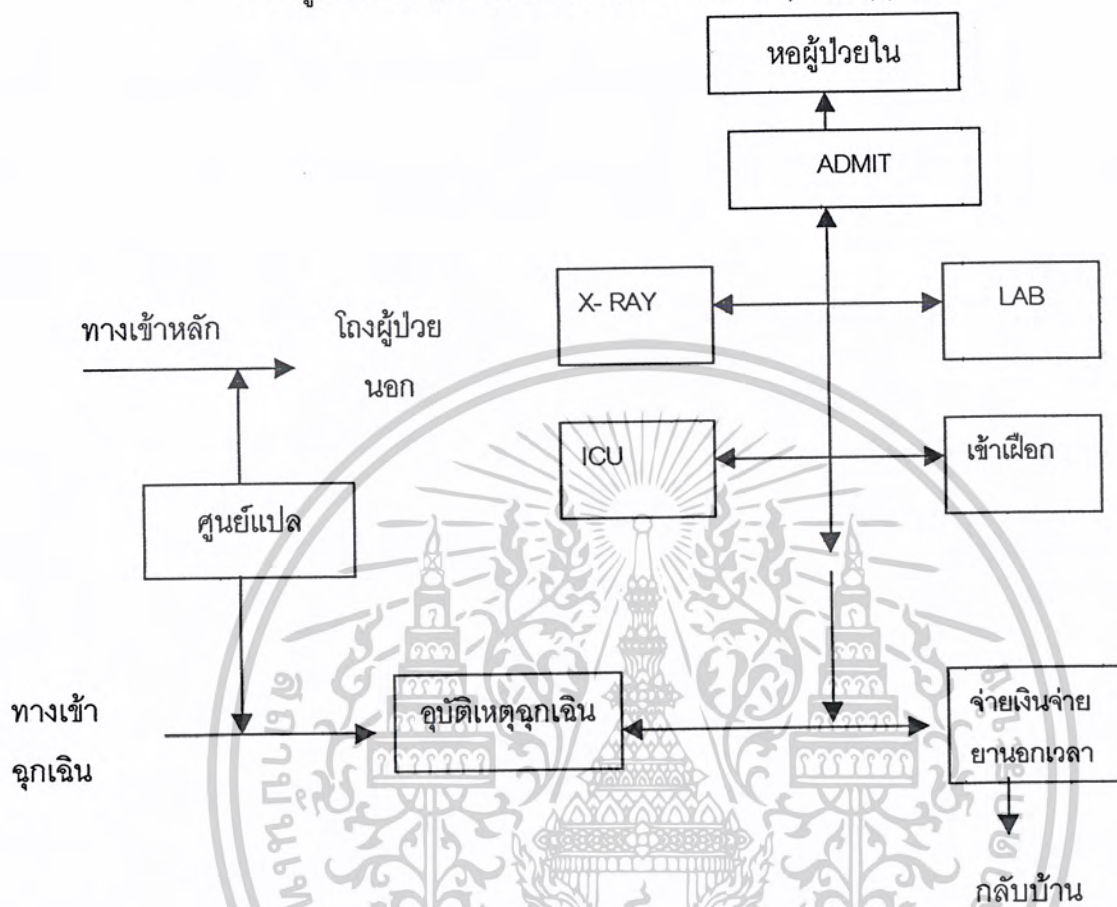 หอผู้ป่วยใน
ADMIT
X- RAY
LAB
ทางเข้าหลัก
โถงผู้ป่วย
นอก
ICU
เข้าเฝือก
ศูนย์แปล
ทางเข้า
ฉุกเฉิน
อุบัติเหตุฉุกเฉิน
จ่ายเงินจ่าย
ยานอกเวลา
กลับบ้าน